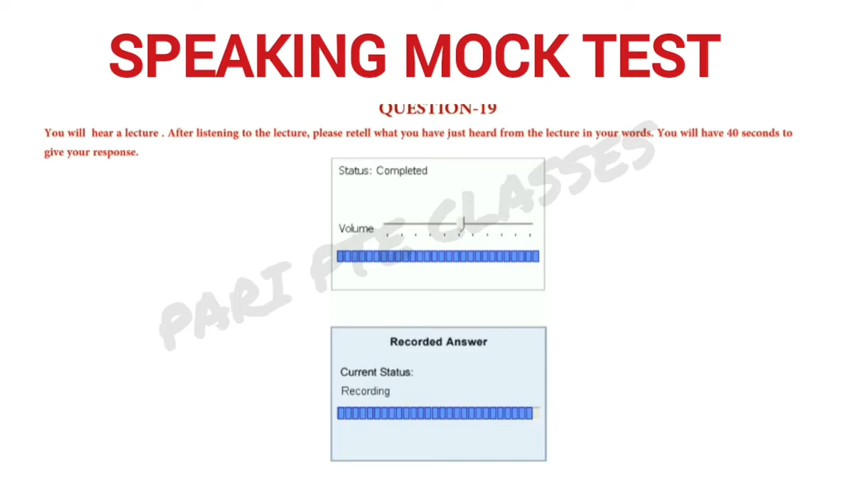 SPEAKING MOCK TEST
QUESTION-19
You will hear a lecture . After listening to the lecture, please retell what you have just heard from the lecture in your words. You will have 40 seconds to
give your response.
Status: Completed
Volume
PARI PTE CLASSES
Recorded Answer
Current Status:
Recording